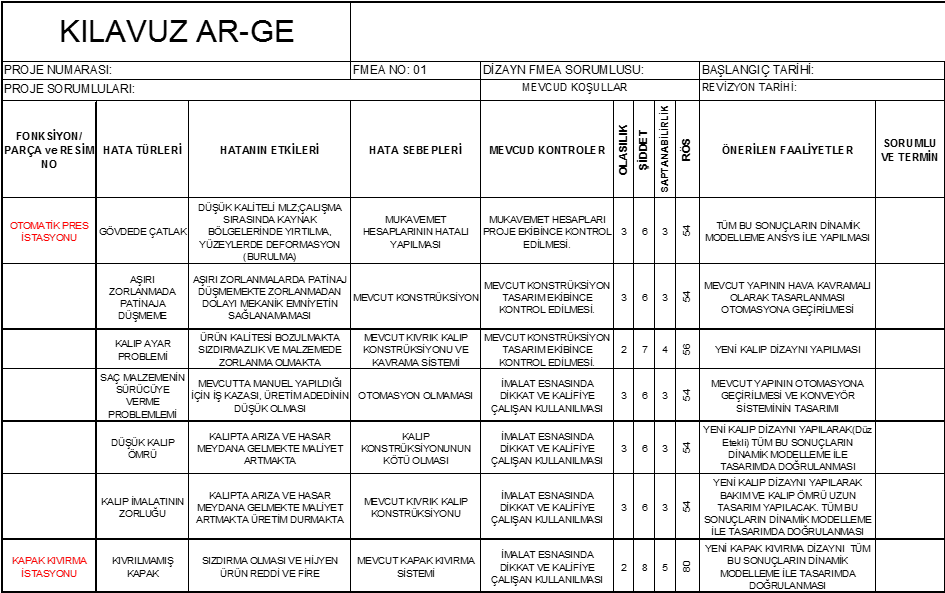 KILAVUZ AR-GE
PROJE NUMARASI:
FMEA NO: 01
DİZAYN FMEA SORUMLUSU:
BAŞLANGIÇ TARİHİ:
PROJE SORUMLULARI:
MEVCUD KOŞULLAR
REVİZYON TARİHİ:
FONKSİYON/
PARÇA ve RESİM
NO
HATA TÜRLERİ
HATANIN ETKİLERİ
HATA SEBEPLERİ
MEVCUD KONTROLER
OLASILIK
ŞİDDET
SAPTANABİLİRLİK
RÖS
ÖNERİLEN FAALİYETLER
SORUMLU
VE TERMİN
OTOMATİK PRES
İSTASYONU
GÖVDEDE ÇATLAK
DÜŞÜK KALİTELİ MLZ;ÇALIŞMA
SIRASINDA KAYNAK
BÖLGELERİNDE YIRTILMA,
YÜZEYLERDE DEFORMASYON
(BURULMA)
MUKAVEMET
HESAPLARININ HATALI
YAPILMASI
MUKAVEMET HESAPLARI
PROJE EKİBİNCE KONTROL
EDİLMESİ.
3
6
3
54
TÜM BU SONUÇLARIN DİNAMİK
MODELLEME ANSYS İLE YAPILMASI
AŞIRI
ZORLANMADA
PATİNAJA
DÜŞMEME
AŞIRI ZORLANMALARDA PATİNAJ
DÜŞMEMEKTE ZORLANMADAN
DOLAYI MEKANİK EMNİYETİN
SAĞLANAMAMASI
MEVCUT KONSTRÜKSİYON
MEVCUT KONSTRÜKSİYON
TASARIM EKİBİNCE
KONTROL EDİLMESİ.
3
6
3
54
MEVCUT YAPININ HAVA KAVRAMALI
OLARAK TASARLANMASI
OTOMASYONA GEÇİRİLMESİ
KALIP AYAR
PROBLEMİ
ÜRÜN KALİTESİ BOZULMAKTA
SIZDIRMAZLIK VE MALZEMEDE
ZORLANMA OLMAKTA
MEVCUT KIVRIK KALIP
KONSTRÜKSİYONU VE
KAVRAMA SİSTEMİ
MEVCUT KONSTRÜKSİYON
TASARIM EKİBİNCE
KONTROL EDİLMESİ.
2
7
4
56
YENİ KALIP DİZAYNI YAPILMASI
SAÇ MALZEMENİN
SÜRÜCÜYE
VERME
PROBLEMLEMİ
MEVCUTTA MANUEL YAPILDIĞI
İÇİN İŞ KAZASI, ÜRETİM ADEDİNİN
DÜŞÜK OLMASI
OTOMASYON OLMAMASI
İMALAT ESNASINDA
DİKKAT VE KALİFİYE
ÇALIŞAN KULLANILMASI
3
6
3
54
MEVCUT YAPININ OTOMASYONA
GEÇİRİLMESİ VE KONVEYÖR
SİSTEMİNİN TASARIMI
DÜŞÜK KALIP
ÖMRÜ
KALIPTA ARIZA VE HASAR
MEYDANA GELMEKTE MALİYET
ARTMAKTA
KALIP
KONSTRÜKSİYONUNUN
KÖTÜ OLMASI
İMALAT ESNASINDA
DİKKAT VE KALİFİYE
ÇALIŞAN KULLANILMASI
3
6
3
54
YENİ KALIP DİZAYNI YAPILARAK(Düz
Etekli) TÜM BU SONUÇLARIN
DİNAMİK MODELLEME İLE
TASARIMDA DOĞRULANMASI
KALIP İMALATININ
ZORLUĞU
KALIPTA ARIZA VE HASAR
MEYDANA GELMEKTE MALİYET
ARTMAKTA ÜRETİM DURMAKTA
MEVCUT KIVRIK KALIP
KONSTRÜKSİYONU
İMALAT ESNASINDA
DİKKAT VE KALİFİYE
ÇALIŞAN KULLANILMASI
3
6
3
54
YENİ KALIP DİZAYNI YAPILARAK
BAKIM VE KALIP ÖMRÜ UZUN
TASARIM YAPILACAK. TÜM BU
SONUÇLARIN DİNAMİK MODELLEME
İLE TASARIMDA DOĞRULANMASI
KAPAK KIVIRMA
İSTASYONU
KIVRILMAMIŞ
KAPAK
SIZDIRMA OLMASI VE HİJYEN
ÜRÜN REDDİ VE FİRE
MEVCUT KAPAK KIVIRMA
SİSTEMİ
İMALAT ESNASINDA
DİKKAT VE KALİFİYE
ÇALIŞAN KULLANILMASI
2
8
5
80
YENİ KAPAK KIVIRMA DİZAYNI TÜM
BU SONUÇLARIN DİNAMİK
MODELLEME İLE TASARIMDA
DOĞRULANMASI